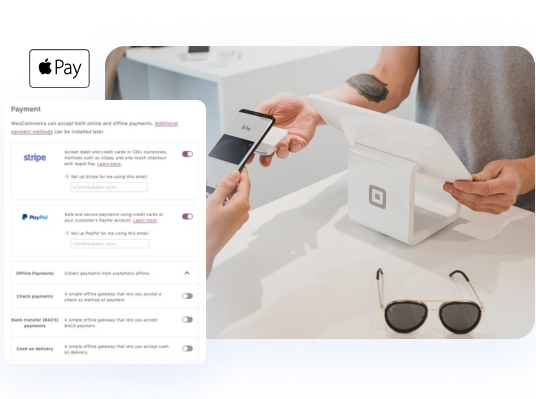 Pay
Payment
WooCommerce can accept both online and offline payments. Additional
payment methods can be installed later.
stripe
Accept debit and credit cards in 135+ currencies,
methods such as Alipay, and one-touch checkout
with Apple Pay. Learn more.
Set up Stripe for me using this email:
PayPal
Safe and secure payments using credit cards or
your customer's PayPal account. Learn more.
Set up PayPal for me using this email:
Offline Payments
Collect payments from customers offline.
Check payments
A simple offline gateway that lets you accept a
check as method of payment.
Bank transfer (BACS)
payments
A simple offline gateway that lets you accept
BACS payment.
Cash on delivery
A simple offline gateway that lets you accept cash
on delivery.